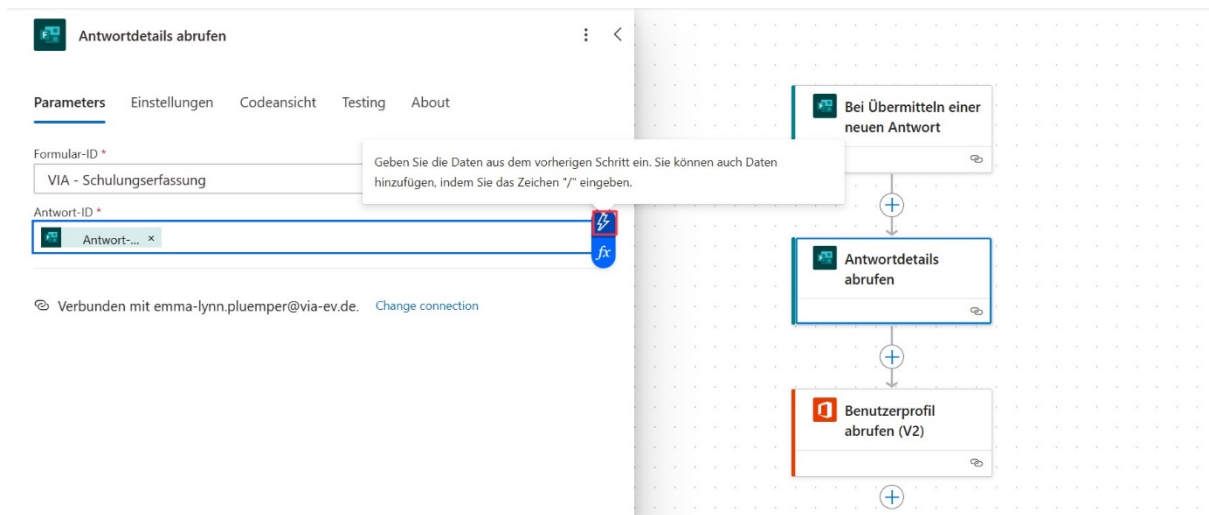 Antwortdetails abrufen
Parameters Einstellungen Codeansicht Testing About
Formular-ID *
VIA - Schulungserfassung
Geben Sie die Daten aus dem vorherigen Schritt ein. Sie können auch Daten
hinzufügen, indem Sie das Zeichen "/" eingeben.
Antwort-ID *
Antwort-... ×
fx
Verbunden mit emma-lynn.pluemper@via-ev.de. Change connection
Bei Übermitteln einer
neuen Antwort
Antwortdetails
abrufen
Benutzerprofil
abrufen (V2)